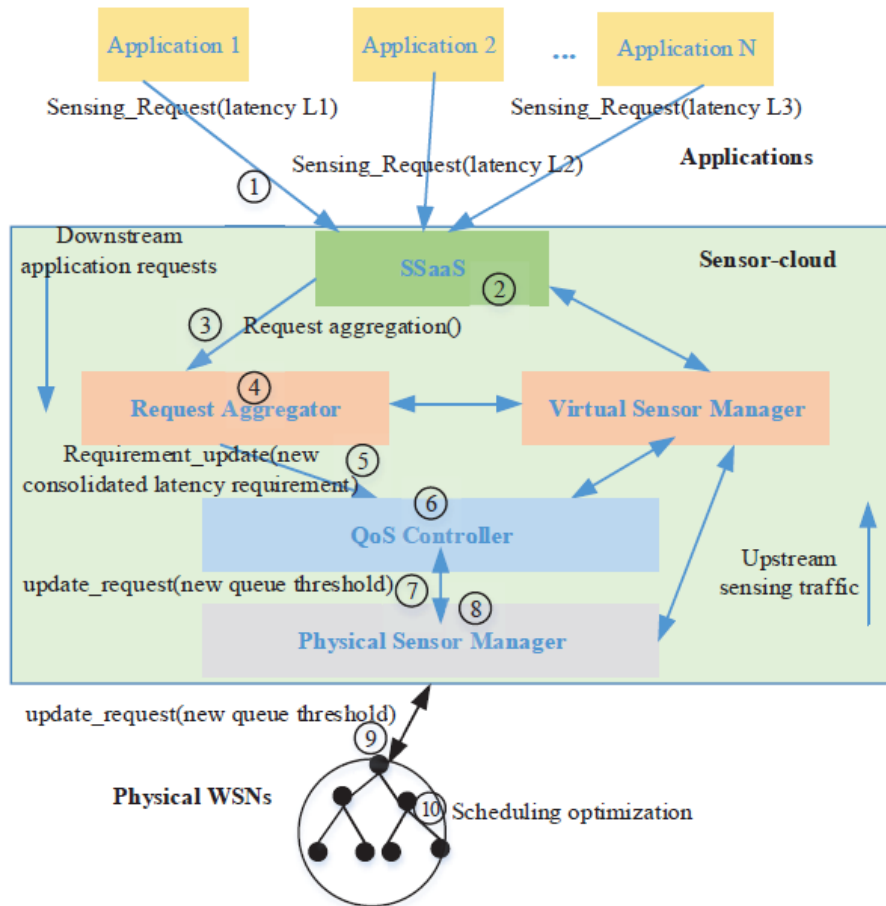 Application 1
Application 2
...
Application N
Sensing_Request(latency L1)
Sensing_Request(latency L3)
Sensing_Request(latency L2)
Applications
1
Downstream
application requests
Sensor-cloud
SSaaS
2
3
Request aggregation()
4
Request Aggregator
Virtual Sensor Manager
Requirement_update(new
consolidated latency requirement)
5
6
QoS Controller
update_request(new queue threshold)
7
8
Physical Sensor Manager
Upstream
sensing traffic
update_request(new queue threshold)
9
Physical WSNs
10
Scheduling optimization